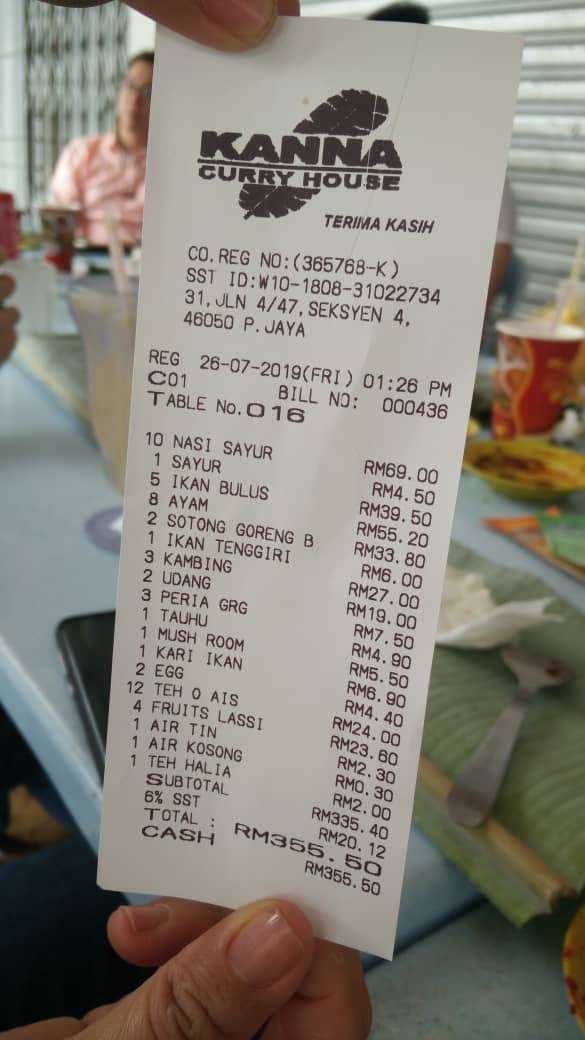 KANNA
CURRY HOUSE
TERIMA KASIH
CO.REG NO:(365768-K)
SST ID:W10-1808-31022734
31,JLN 4/47,SEKSYEN 4,
46050 P.JAYA
REG 26-07-2019(FRI) 01:26 PM
C01 BILL NO: 000436
TABLE No.016
10 NASI SAYUR RM69.00
1 SAYUR RM4.50
5 IKAN BULUS RM39.50
8 AYAM RM55.20
2 SOTONG GORENG B RM33.80
1 IKAN TENGGIRI RM6.00
3 KAMBING RM27.00
2 UDANG RM19.00
3 PERIA GRG RM7.50
1 TAUHU RM4.90
1 MUSH ROOM RM5.50
1 KARI IKAN RM6.90
2 EGG RM4.40
12 TEH O AIS RM24.00
4 FRUITS LASSI RM23.60
1 AIR TIN RM2.30
1 AIR KOSONG RM0.30
1 TEH HALIA RM2.00
SUBTOTAL RM335.40
6% SST RM20.12
TOTAL : RM355.50
CASH RM355.50